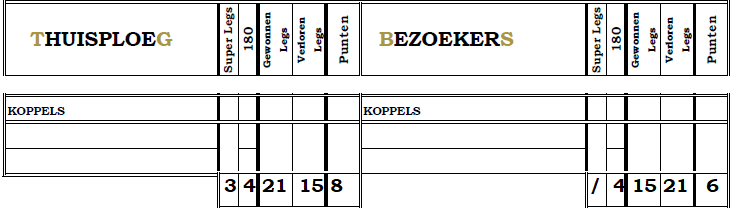 THUISPLOEG Super Legs 180 Gewonnen Legs Verloren Legs Punten BEZOEKERS Super Legs 180 Gewonnen Legs Verloren Legs Punten
KOPPELS KOPPELS
3 4 21 15 8 / 4 15 21 6